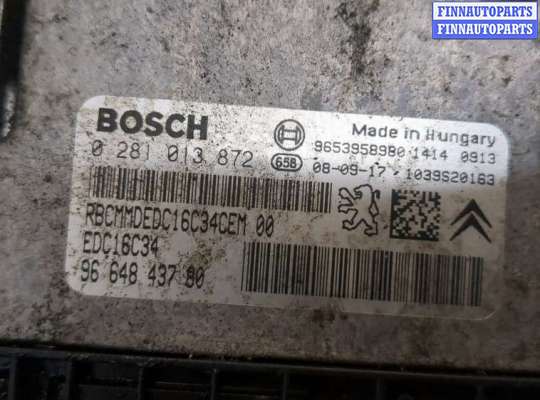 FINNAUTOPARTS
FINNAUTOPARTS
BOSCH
Made in Hungary
0 281 013 872
9653958980 1414 0913
658
08-09-17 1039S20163
RBCMMDEDC16C34CEM 00
EDC16C34
96 648 437 80